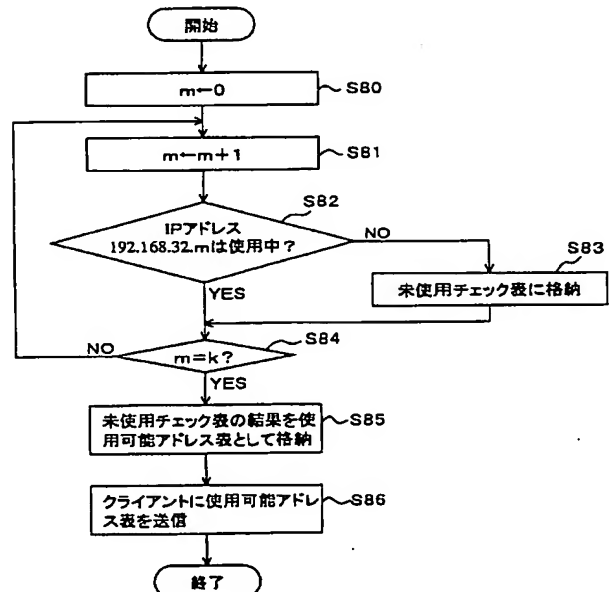 開始
m←0
S80
m←m+1
S81
S82
IPアドレス
192.168.32.mは使用中?
NO
S83
未使用チェック表に格納
YES
S84
NO
m=k?
YES
未使用チェック表の結果を使
用可能アドレス表として格納
S85
クライアントに使用可能アドレ
ス表を送信
S86
終了